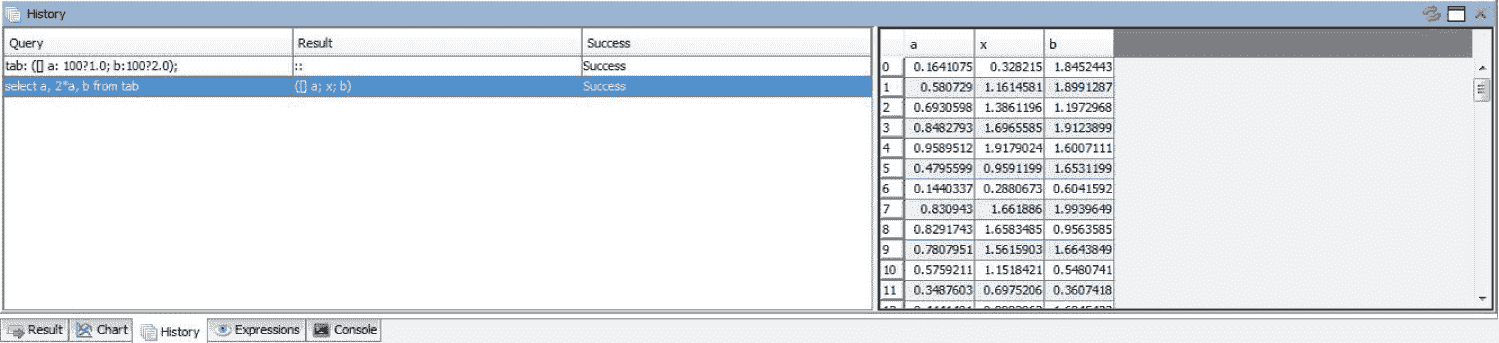 History
Query Result Success
tab: ([] a: 100?1.0; b:100?2.0); :: Success
select a, 2*a, b from tab ([] a; x; b) Success
a x b
0 0.1641075 0.328215 1.8452443
1 0.580729 1.1614581 1.8991287
2 0.6930598 1.3861196 1.1972968
3 0.8482793 1.6965585 1.9123899
4 0.9589512 1.9179024 1.6007111
5 0.4795599 0.9591199 1.6531199
6 0.1440337 0.2880673 0.6041592
7 0.830943 1.661886 1.9939649
8 0.8291743 1.6583485 0.9563585
9 0.7807951 1.5615903 1.6643849
10 0.5759211 1.1518421 0.5480741
11 0.3487603 0.6975206 0.3607418
Result Chart History Expressions Console